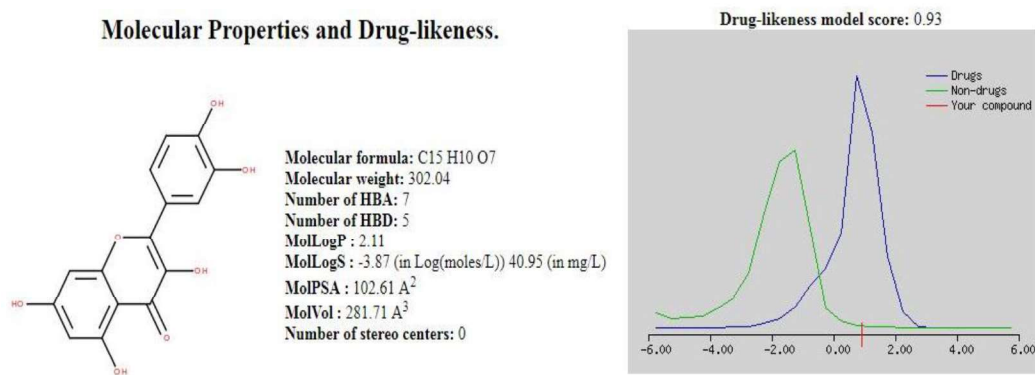 Molecular Properties and Drug-likeness.
OH
OH
O
OH
HO
O
OH
Molecular formula: C15 H10 O7
Molecular weight: 302.04
Number of HBA: 7
Number of HBD: 5
MolLogP : 2.11
MolLogS : -3.87 (in Log(moles/L)) 40.95 (in mg/L)
MolPSA : 102.61 A²
MolVol : 281.71 A³
Number of stereo centers: 0
Drug-likeness model score: 0.93
Drugs
Non-drugs
Your compound
-6.00 -4.00 -2.00 0.00 2.00 4.00 6.00